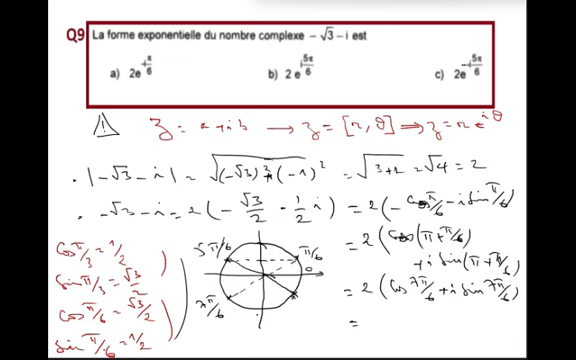 Q9 La forme exponentielle du nombre complexe −√3 − i est
a) 2e^{iπ/6} b) 2 e^{i5π/6} c) 2e^{−i5π/6}
⚠ z = a + i b → z = [r, θ] ⇒ z = r e^{iθ}
· |−√3 − i| = √((−√3)² + (−1)²) = √(3+1) = √4 = 2
· −√3 − i = 2(−√3/2 − 1/2 i) = 2(−cos π/6 − i sin π/6)
= 2(cos(π + π/6)
+ i sin(π + π/6))
= 2(cos 7π/6 + i sin 7π/6)
=
cos π/3 = 1/2
sin π/3 = √3/2
cos π/6 = √3/2
sin π/6 = 1/2
5π/6 π/6
0
7π/6